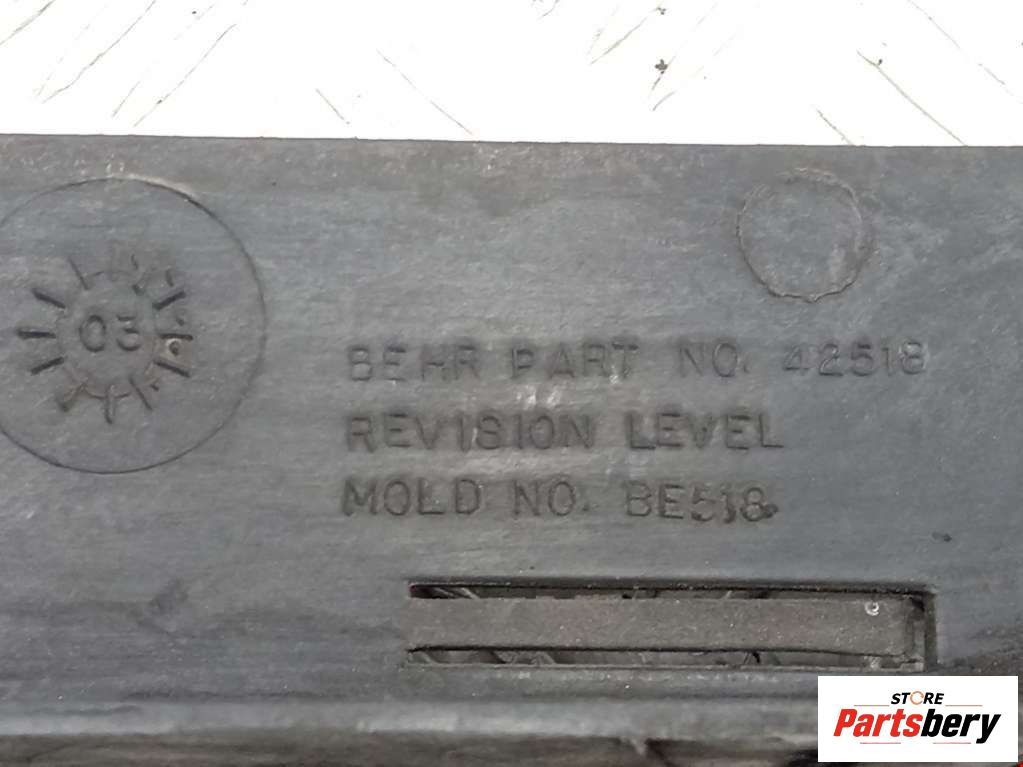 03
BEHR PART NO. 42518
REVISION LEVEL
MOLD NO. BE518
STORE
Partsbery